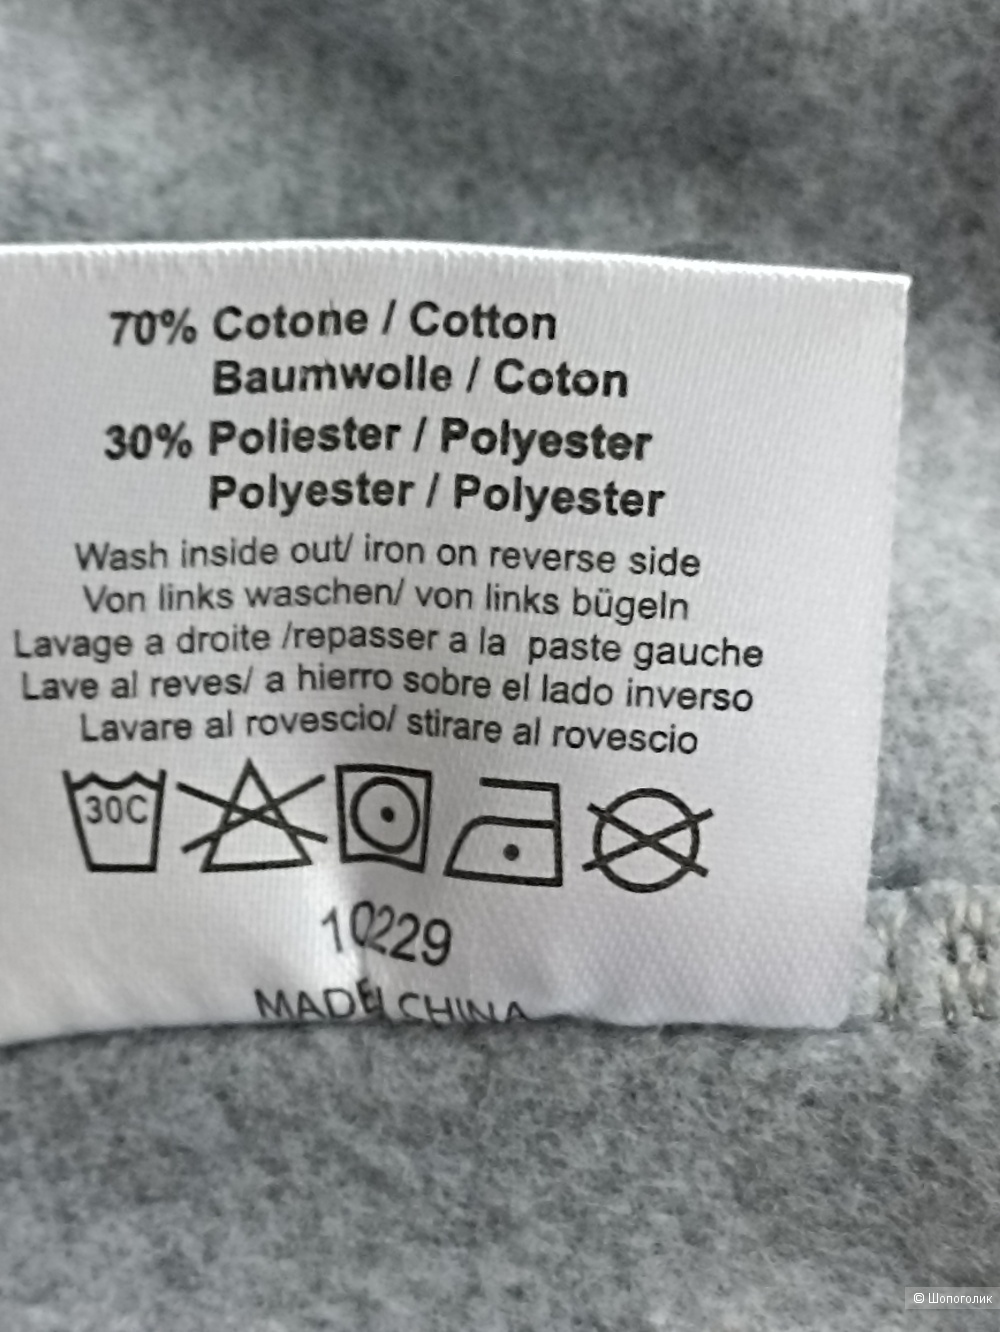 70% Cotone / Cotton
Baumwolle / Coton
30% Poliester / Polyester
Polyester / Polyester
Wash inside out/ iron on reverse side
Von links waschen/ von links bügeln
Lavage a droite /repasser a la paste gauche
Lave al reves/ a hierro sobre el lado inverso
Lavare al rovescio/ stirare al rovescio
30C
10229
MADE CHINA
© Шопоголик